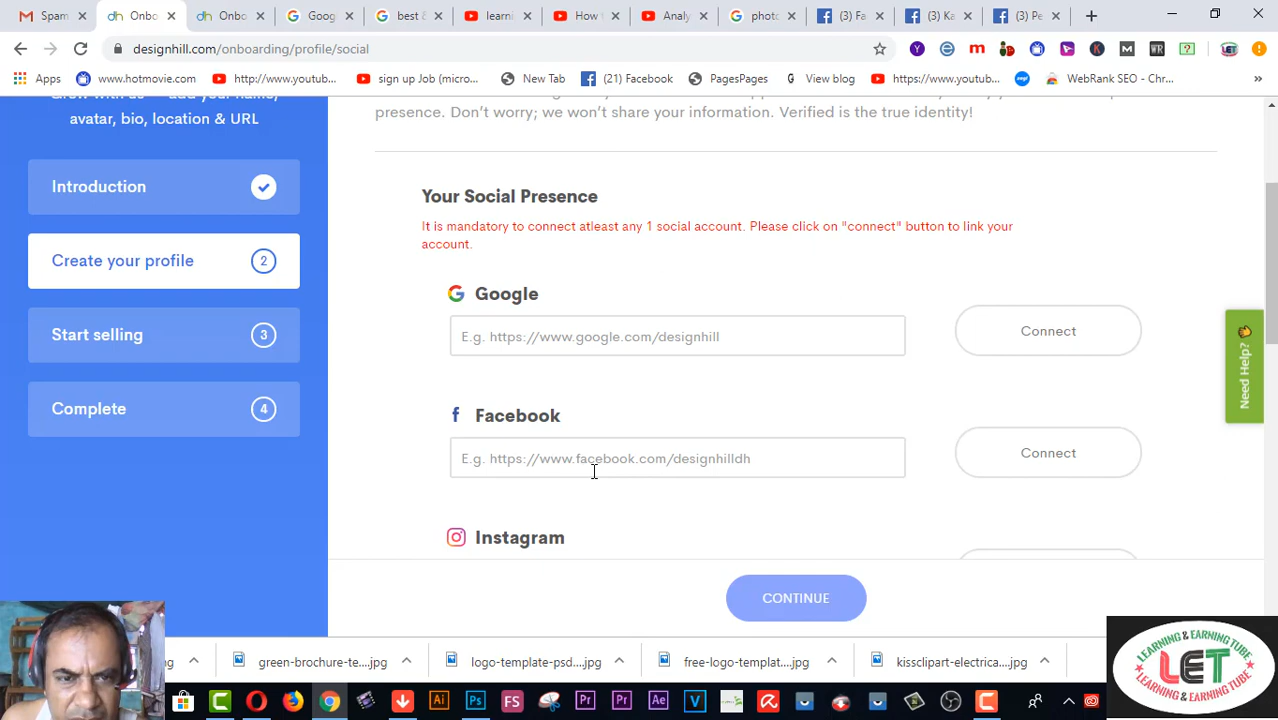 Spam
Onbo
Onbo
Googl
best 8
learni
How t
Analy
photo
(3) Fa
(3) Ka
(3) Pe
designhill.com/onboarding/profile/social
Apps
www.hotmovie.com
http://www.youtub...
sign up Job (micro...
New Tab
(21) Facebook
PagesPages
View blog
https://www.youtub...
WebRank SEO - Chr...
avatar, bio, location & URL
Introduction
Create your profile
2
Start selling
3
Complete
4
presence. Don't worry; we won't share your information. Verified is the true identity!
Your Social Presence
It is mandatory to connect atleast any 1 social account. Please click on "connect" button to link your
account.
Google
E.g. https://www.google.com/designhill
Connect
Facebook
E.g. https://www.facebook.com/designhilldh
Connect
Instagram
CONTINUE
Need Help?
green-brochure-te....jpg
logo-template-psd....jpg
free-logo-templat....jpg
kissclipart-electrica....jpg
LEARNING & EARNING TUBE
LET
LEARNING & EARNING TUBE